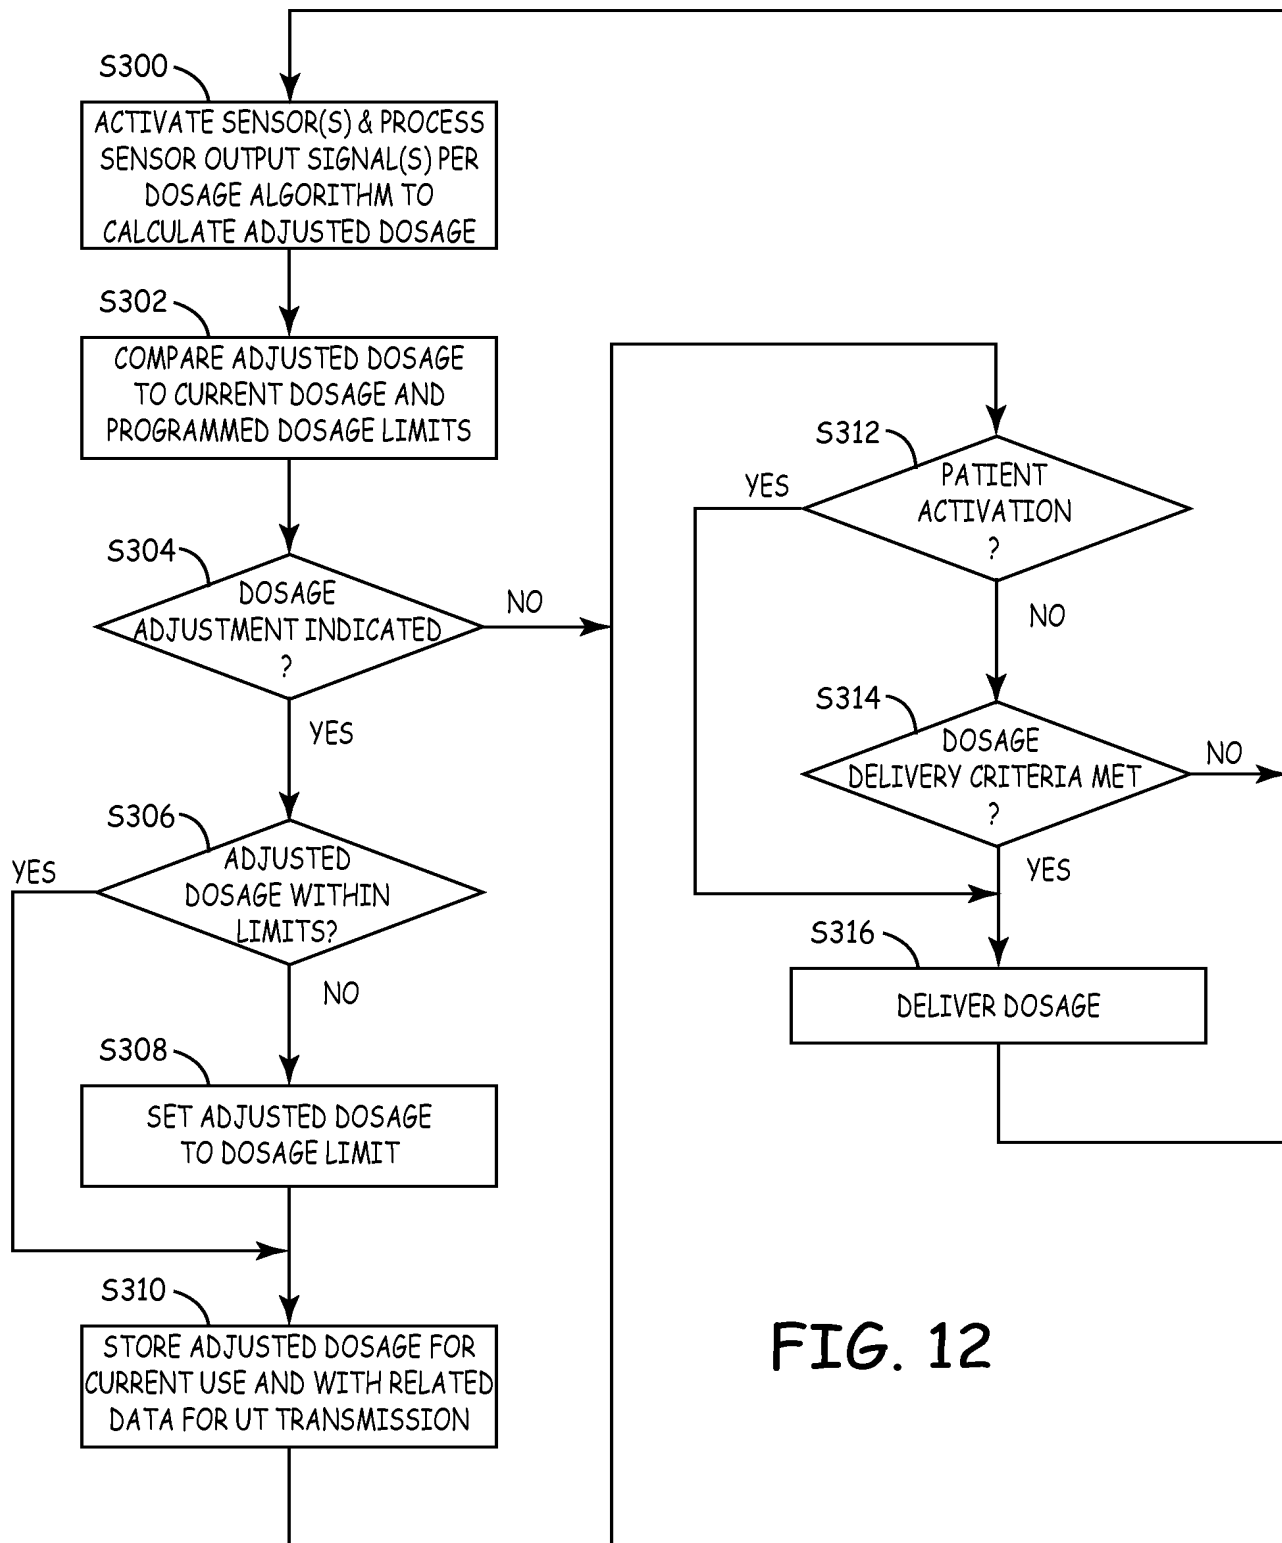 S300
ACTIVATE SENSOR(S) & PROCESS
SENSOR OUTPUT SIGNAL(S) PER
DOSAGE ALGORITHM TO
CALCULATE ADJUSTED DOSAGE
S302
COMPARE ADJUSTED DOSAGE
TO CURRENT DOSAGE AND
PROGRAMMED DOSAGE LIMITS
S304
DOSAGE
ADJUSTMENT INDICATED
?
NO
YES
S306
YES
ADJUSTED
DOSAGE WITHIN
LIMITS?
NO
S308
SET ADJUSTED DOSAGE
TO DOSAGE LIMIT
S310
STORE ADJUSTED DOSAGE FOR
CURRENT USE AND WITH RELATED
DATA FOR UT TRANSMISSION
S312
YES
PATIENT
ACTIVATION
?
NO
S314
DOSAGE
DELIVERY CRITERIA MET
?
NO
YES
S316
DELIVER DOSAGE
FIG. 12